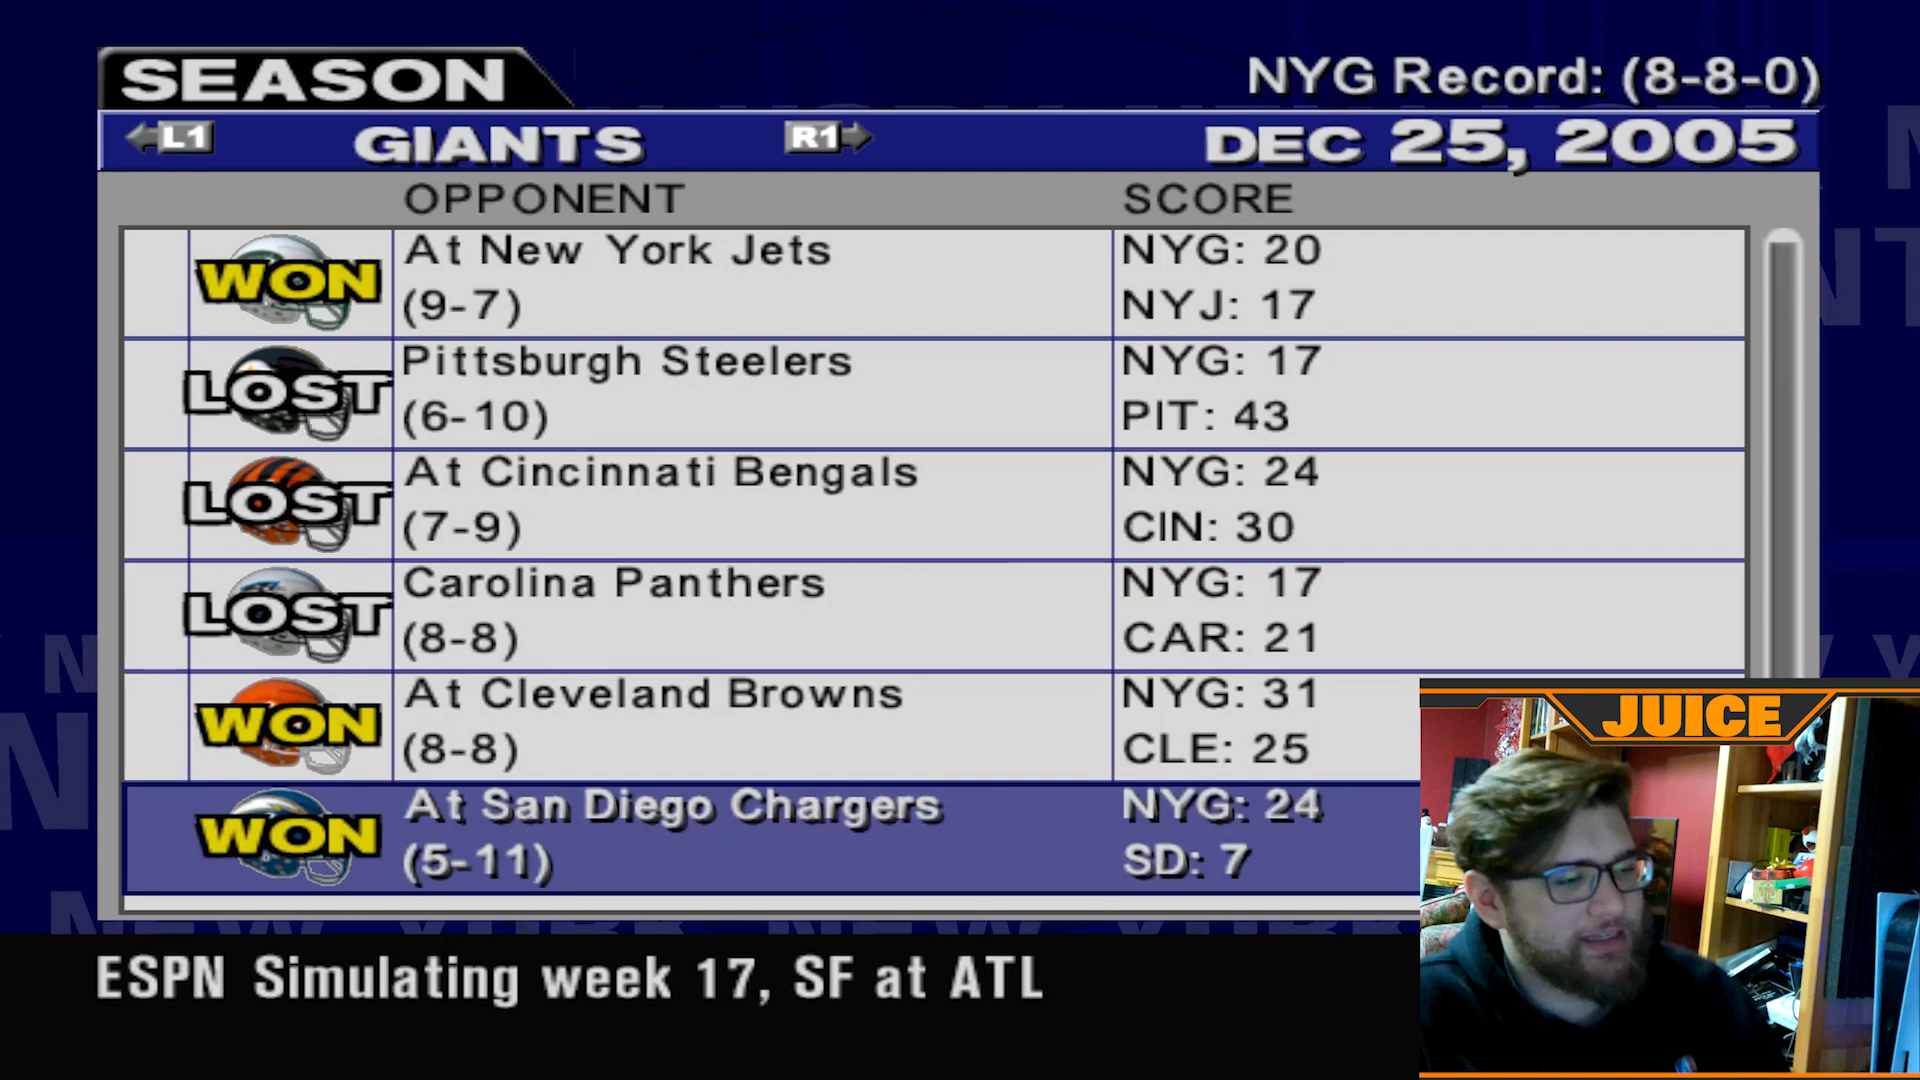 SEASON
NYG Record: (8-8-0)
L1 GIANTS R1 DEC 25, 2005
OPPONENT SCORE
WON At New York Jets NYG: 20
(9-7) NYJ: 17
LOST Pittsburgh Steelers NYG: 17
(6-10) PIT: 43
LOST At Cincinnati Bengals NYG: 24
(7-9) CIN: 30
LOST Carolina Panthers NYG: 17
(8-8) CAR: 21
WON At Cleveland Browns NYG: 31
(8-8) CLE: 25
WON At San Diego Chargers NYG: 24
(5-11) SD: 7
JUICE
NEW YORK NEW YORK
ESPN Simulating week 17, SF at ATL